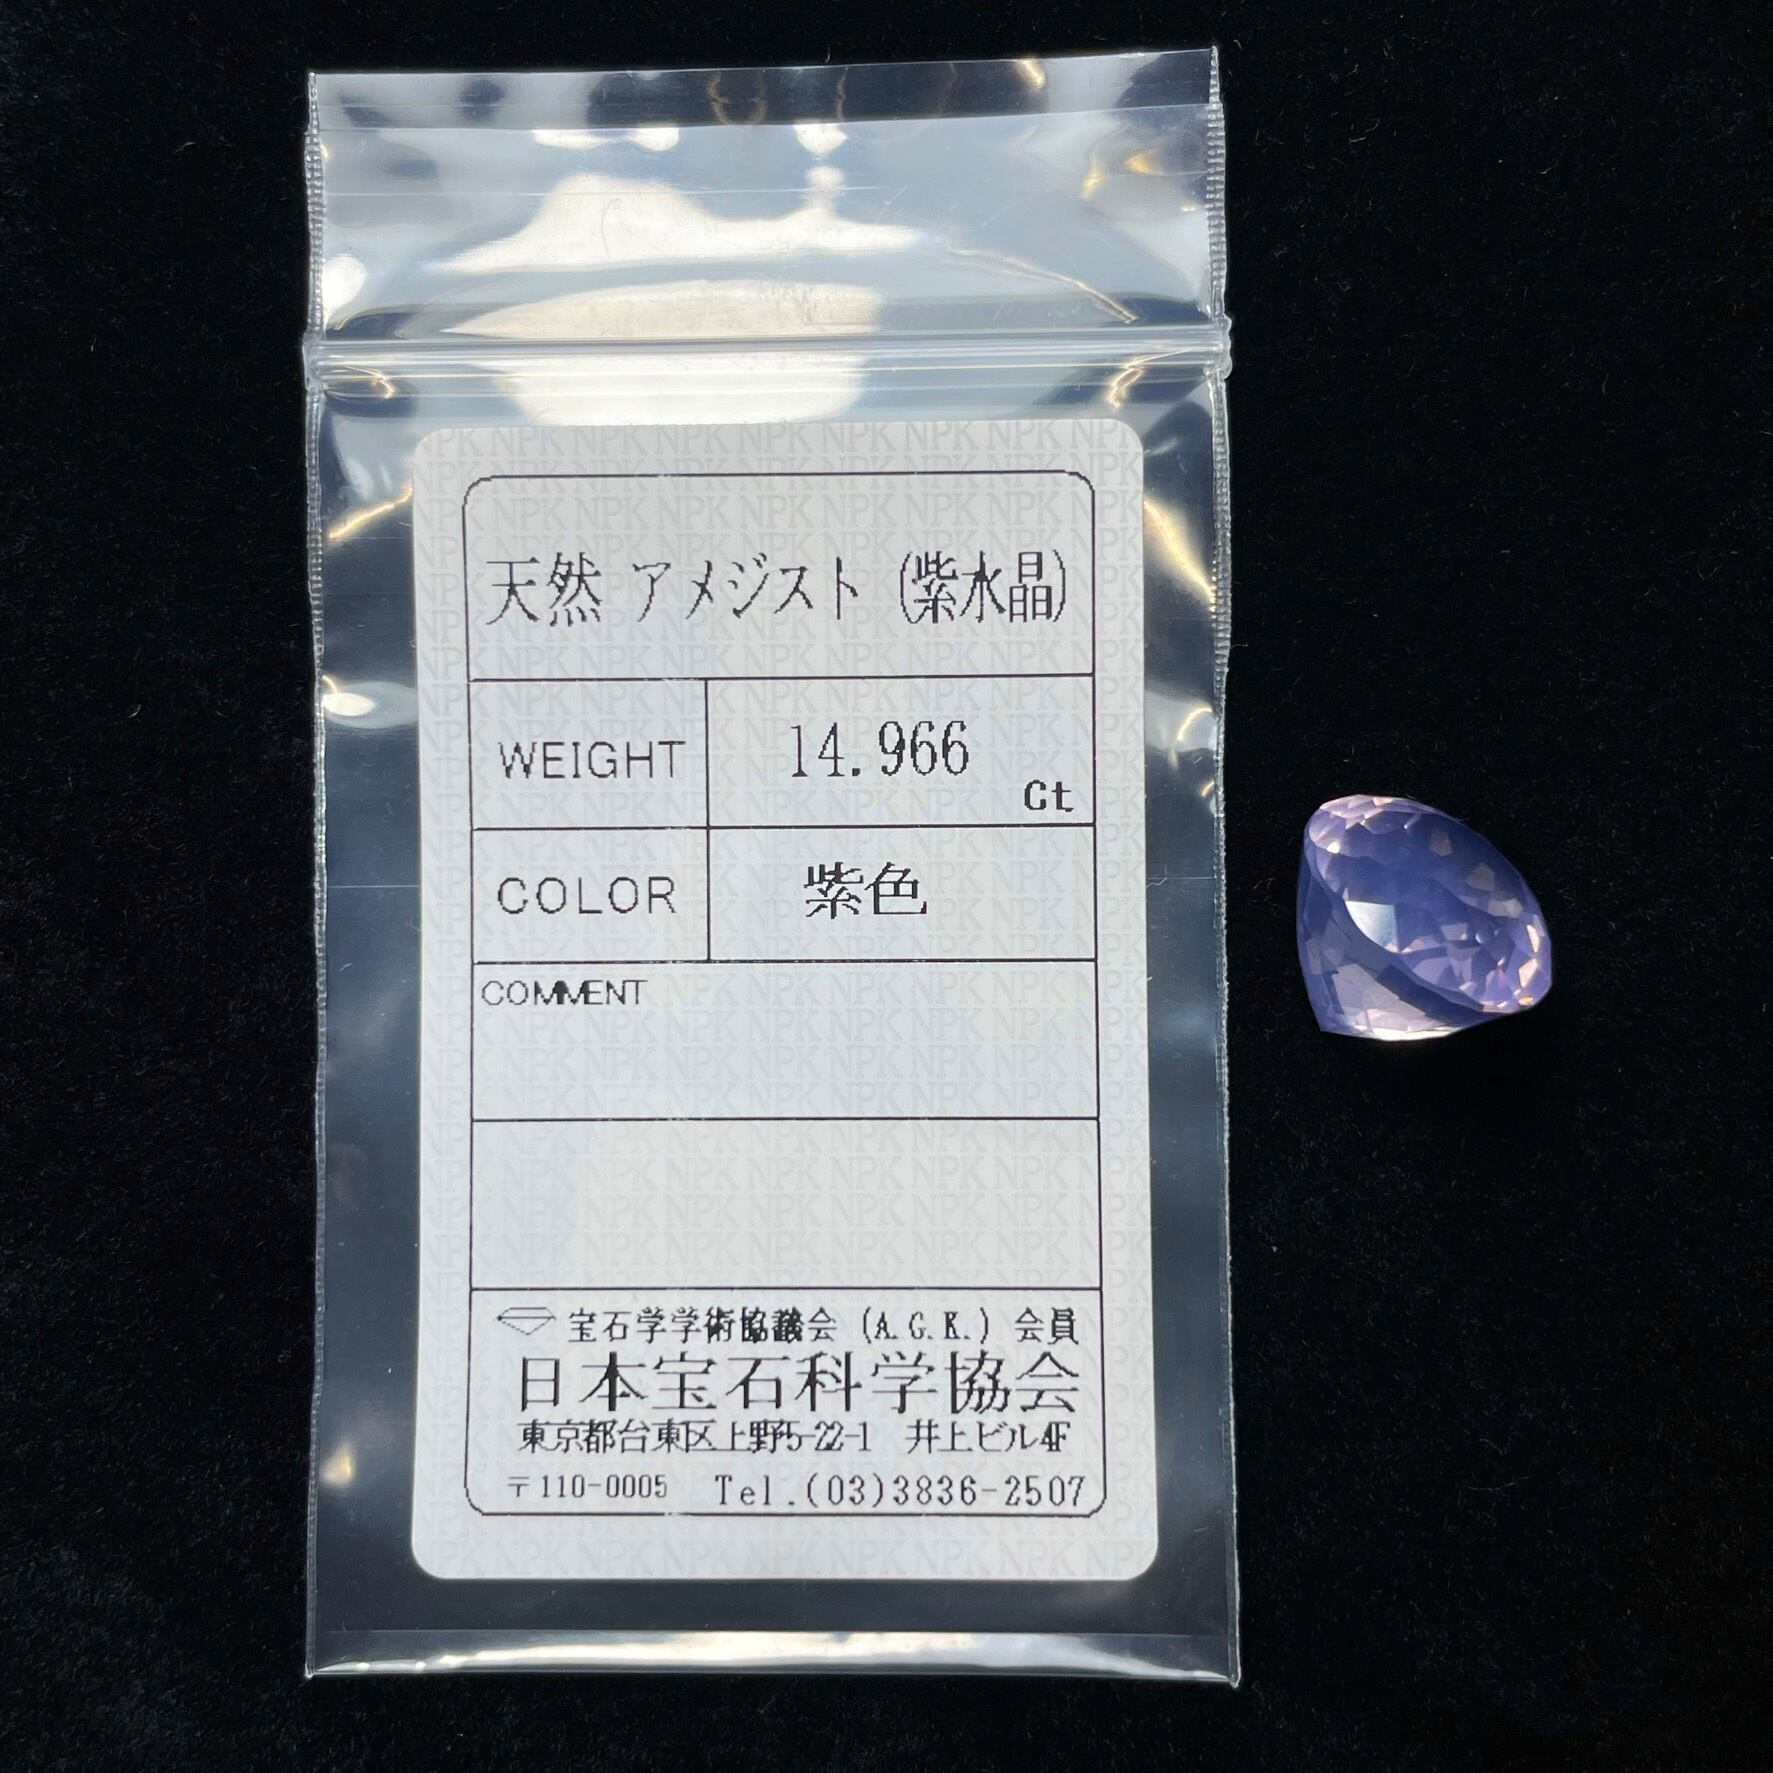 天然 アメジスト (紫水晶)
WEIGHT 14.966 Ct
COLOR 紫色
COMMENT
宝石学学術協議会 (A.G.K.) 会員
日本宝石科学協会
東京都台東区上野5-22-1 井上ビル4F
〒110-0005 Tel.(03)3836-2507